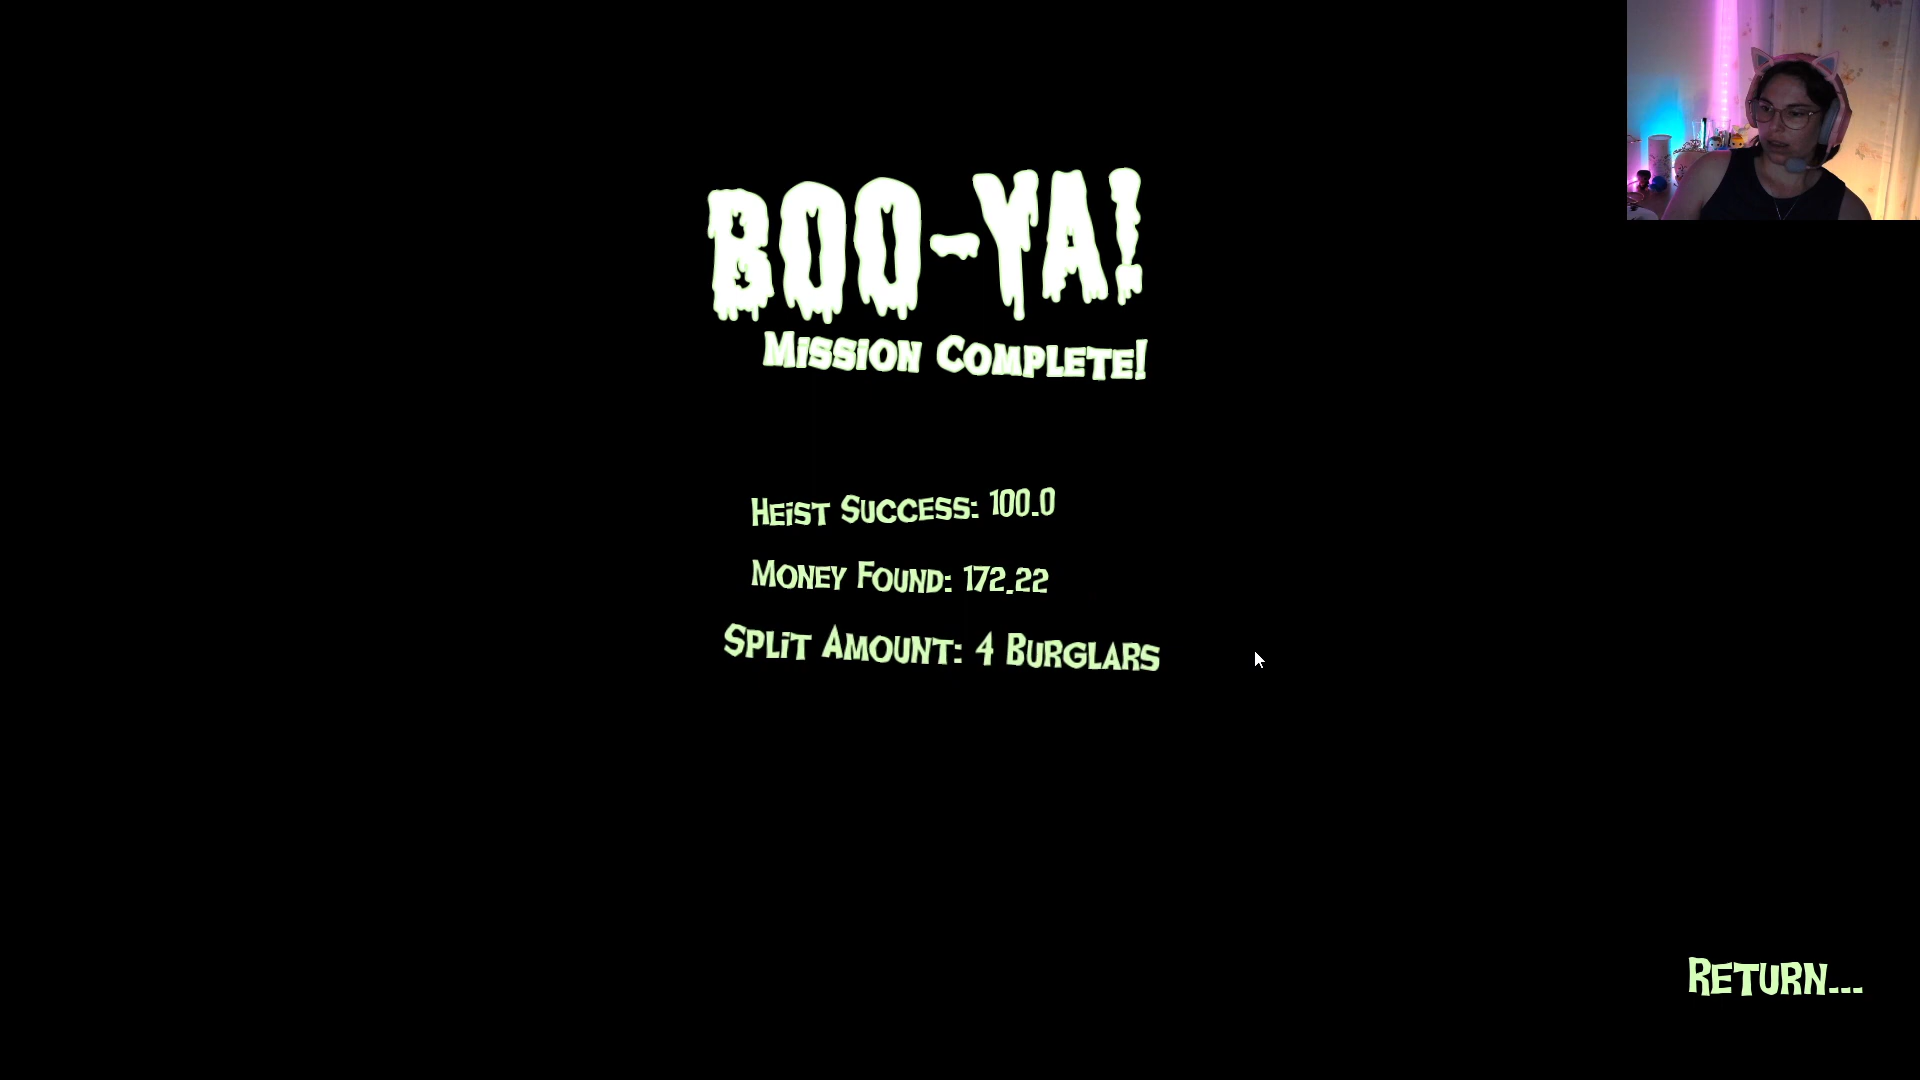 BOO-YA!
Mission Complete!
Heist Success: 100.0
Money Found: 172.22
Split Amount: 4 Burglars
Return...